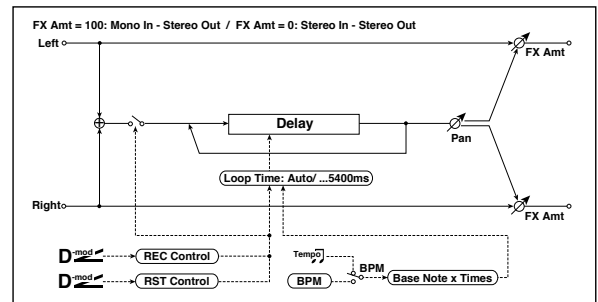 FX Amt = 100: Mono In - Stereo Out / FX Amt = 0: Stereo In - Stereo Out
Left
FX Amt
Delay
Pan
Loop Time: Auto/ ...5400ms
Right
FX Amt
D-mod
REC Control
Tempo
BPM
D-mod
RST Control
BPM
Base Note x Times